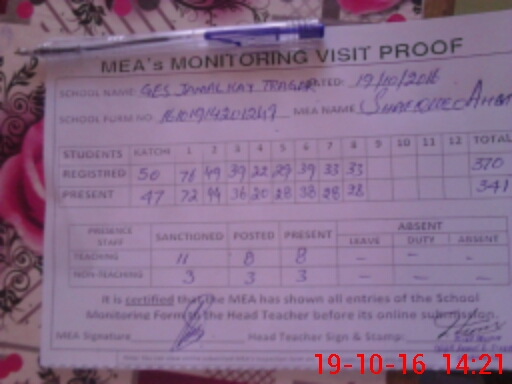 MEA's MONITORING VISIT PROOF
SCHOOL NAME: GES JAMAL KAY DATED: 19/10/2016
SCHOOL FORM NO. MEA NAME
STUDENTS KATCHI 1 2 3 4 5 6 7 8 9 10 11 12 TOTAL
REGISTRED 50 76 49 39 22 29 39 33 33 370
PRESENT 47 72 44 36 20 28 38 28 28 341
PRESENCE STAFF SANCTIONED POSTED PRESENT ABSENT
LEAVE DUTY ABSENT
TEACHING 11 8 8 - - -
NON-TEACHING 3 3 3 - - -
It is certified that the MEA has shown all entries of the School
Monitoring Form to the Head Teacher before its online submission.
MEA Signature Head Teacher Sign & Stamp:
19-10-16 14:21